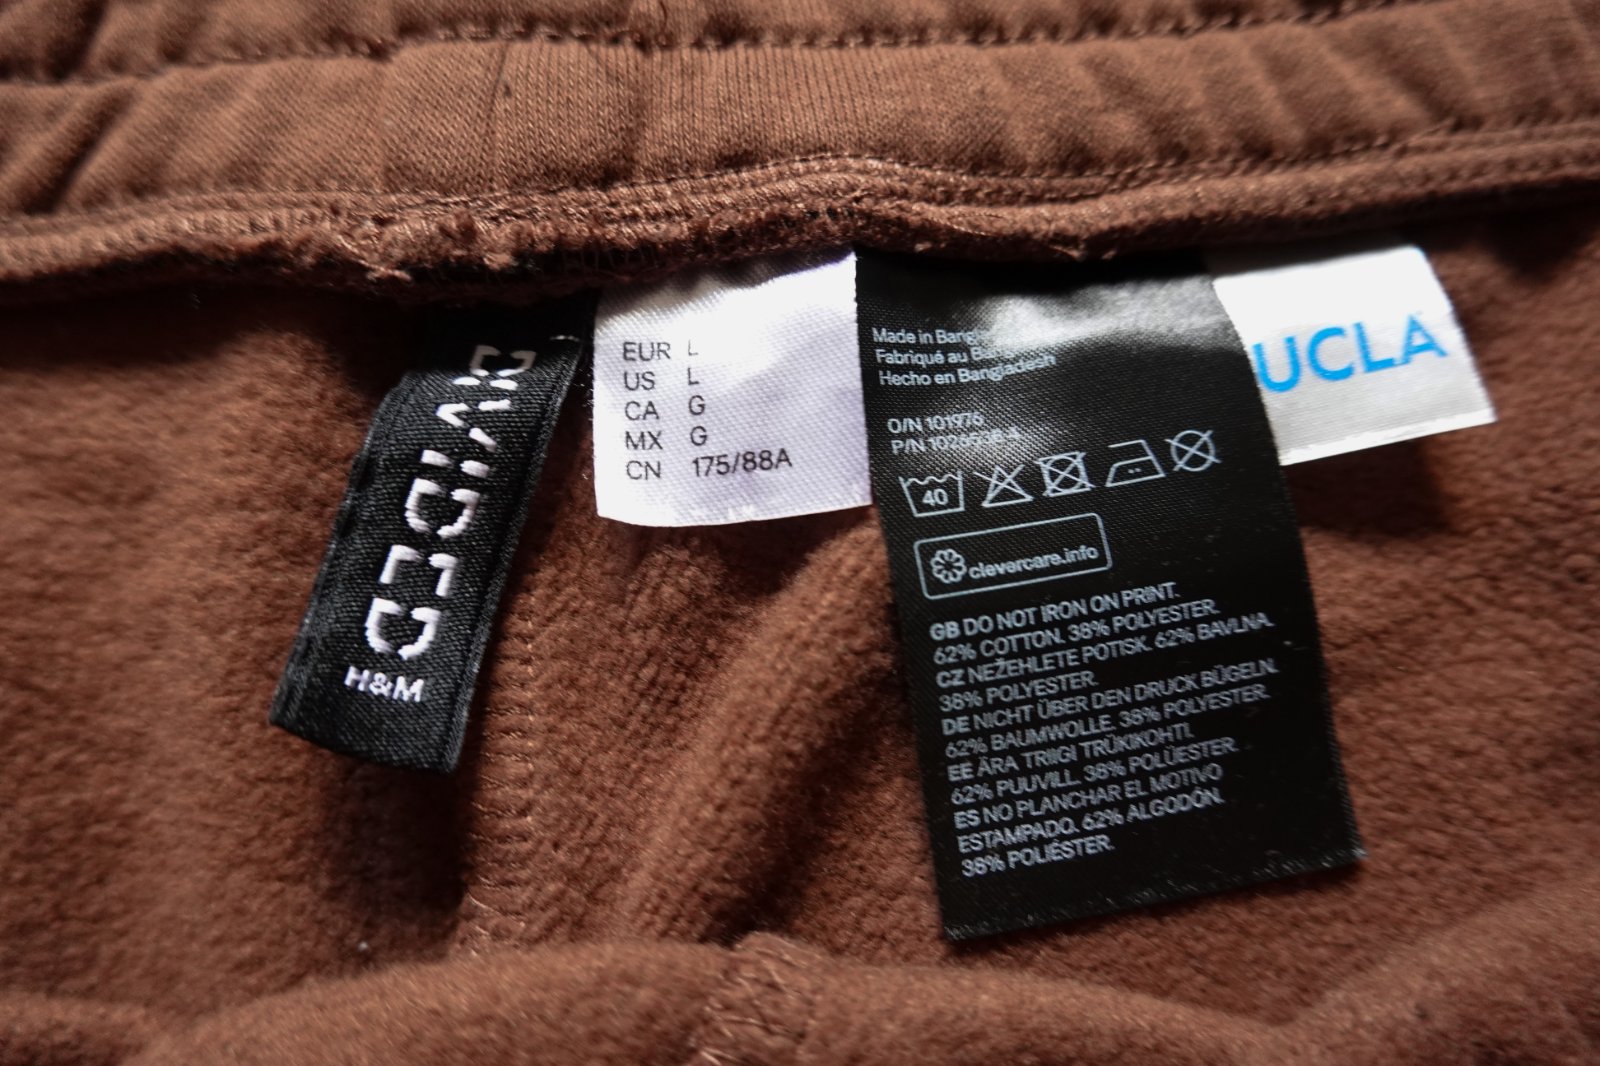 DIVIDED
H&M
EUR L
US L
CA G
MX G
CN 175/88A
Made in
Fabriqué au
Hecho en Bangladesh
O/N 101976
P/N
40
clevercare.info
GB DO NOT IRON ON PRINT.
62% COTTON. 38% POLYESTER.
CZ NEŽEHLETE POTISK. 62% BAVLNA.
38% POLYESTER.
DE NICHT ÜBER DEN DRUCK BÜGELN.
62% BAUMWOLLE. 38% POLYESTER.
EE ÄRA TRIIGI TRÜKIKOHTI.
62% PUUVILL. 38% POLÜESTER.
ES NO PLANCHAR EL MOTIVO
ESTAMPADO. 62% ALGODÓN.
38% POLIÉSTER.
UCLA